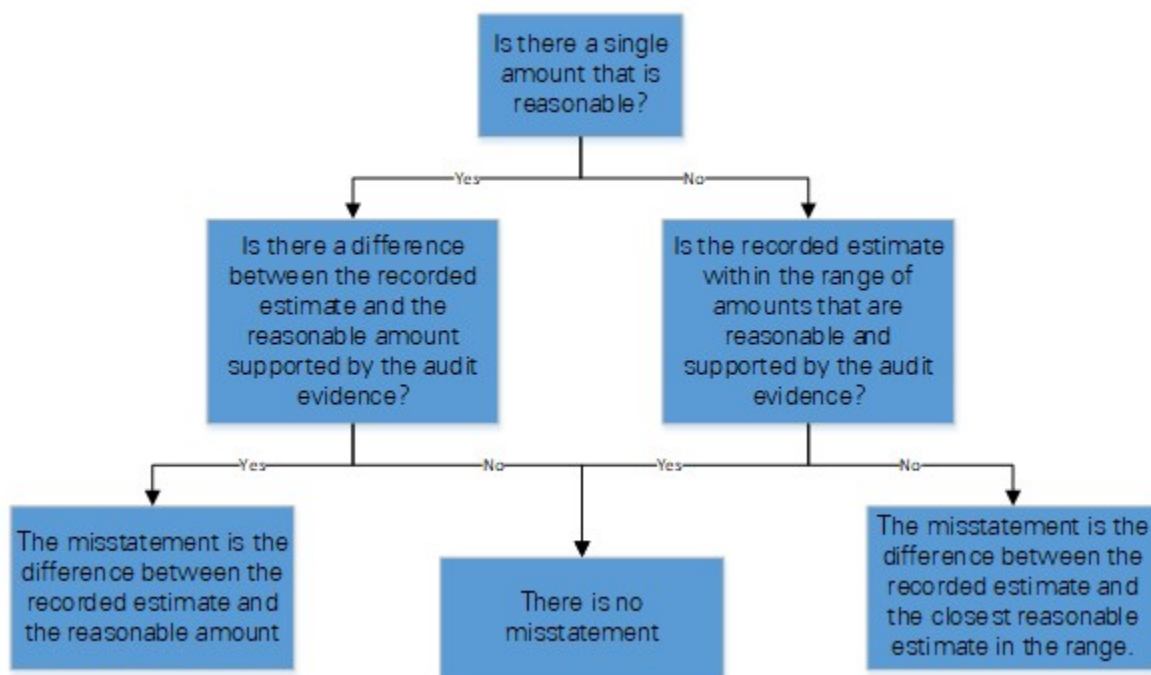 Is there a single
amount that is
reasonable?
Yes
No
Is there a difference
between the recorded
estimate and the
reasonable amount
supported by the audit
evidence?
Is the recorded estimate
within the range of
amounts that are
reasonable and
supported by the audit
evidence?
Yes
No
Yes
No
The misstatement is the
difference between the
recorded estimate and
the reasonable amount
There is no
misstatement
The misstatement is the
difference between the
recorded estimate and
the closest reasonable
estimate in the range.